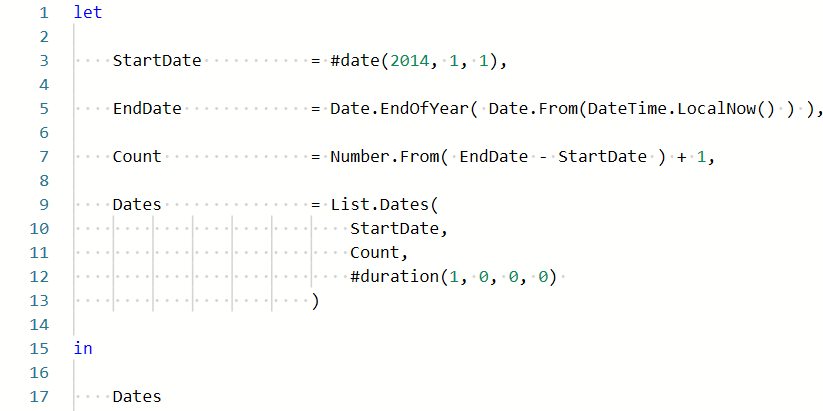 1 let
2
3 StartDate = #date(2014, 1, 1),
4
5 EndDate = Date.EndOfYear( Date.From(DateTime.LocalNow() ) ),
6
7 Count = Number.From( EndDate - StartDate ) + 1,
8
9 Dates = List.Dates(
10 StartDate,
11 Count,
12 #duration(1, 0, 0, 0)
13 )
14
15 in
16
17 Dates